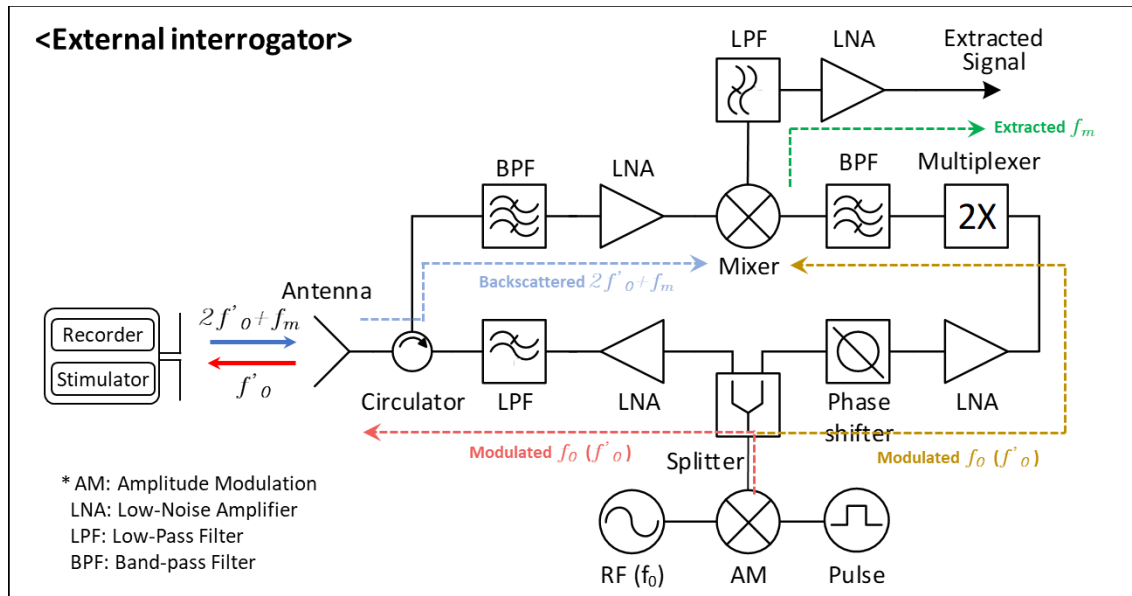 <External interrogator>
LPF
LNA
Extracted
Signal
Extracted fm
BPF
LNA
BPF
Multiplexer
2X
Mixer
Backscattered 2f'0+fm
Antenna
Recorder
Stimulator
2f'0+fm
f'0
Circulator
LPF
LNA
Phase
shifter
LNA
Modulated f0 (f'0)
Splitter
Modulated f0 (f'0)
* AM: Amplitude Modulation
LNA: Low-Noise Amplifier
LPF: Low-Pass Filter
BPF: Band-pass Filter
RF (f0)
AM
Pulse